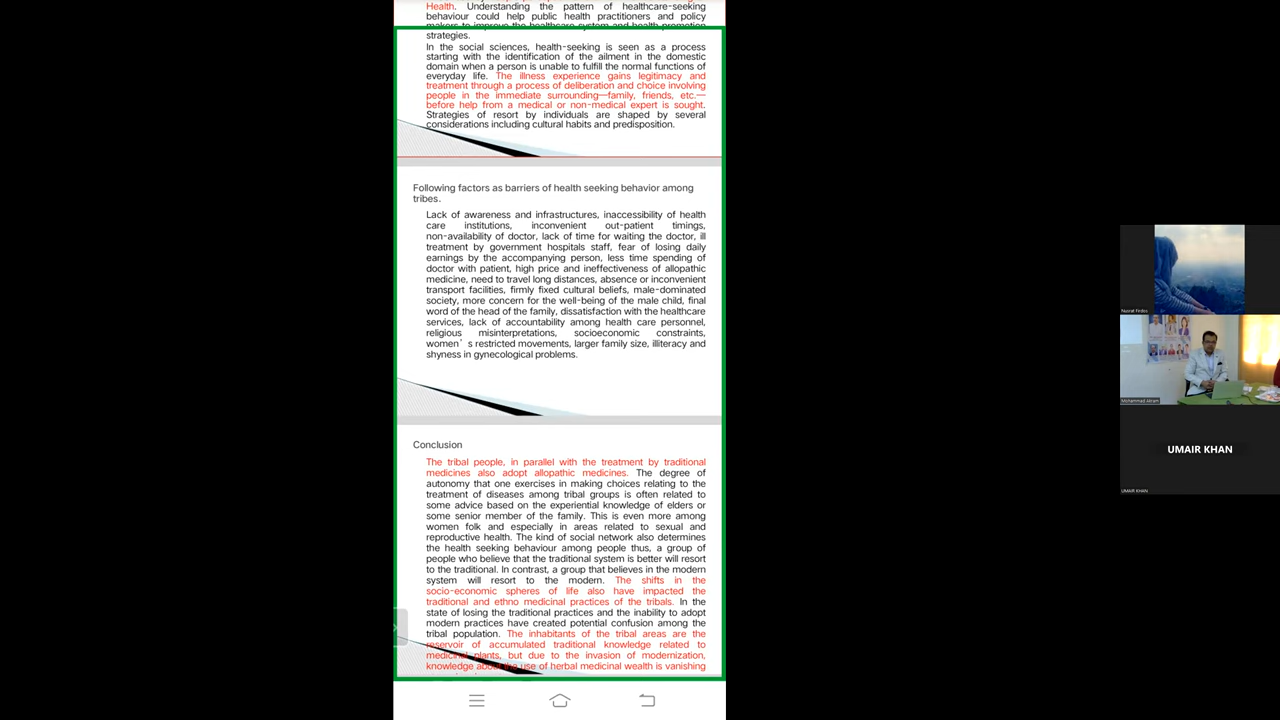 Health. Understanding the pattern of healthcare-seeking
behaviour could help public health practitioners and policy
makers to improve the healthcare system and health promotion
strategies.
In the social sciences, health-seeking is seen as a process
starting with the identification of the ailment in the domestic
domain when a person is unable to fulfill the normal functions of
everyday life. The illness experience gains legitimacy and
treatment through a process of deliberation and choice involving
people in the immediate surrounding—family, friends, etc.—
before help from a medical or non-medical expert is sought.
Strategies of resort by individuals are shaped by several
considerations including cultural habits and predisposition.
Following factors as barriers of health seeking behavior among
tribes.
Lack of awareness and infrastructures, inaccessibility of health
care institutions, inconvenient out-patient timings,
non-availability of doctor, lack of time for waiting the doctor, ill
treatment by government hospitals staff, fear of losing daily
earnings by the accompanying person, less time spending of
doctor with patient, high price and ineffectiveness of allopathic
medicine, need to travel long distances, absence or inconvenient
transport facilities, firmly fixed cultural beliefs, male-dominated
society, more concern for the well-being of the male child, final
word of the head of the family, dissatisfaction with the healthcare
services, lack of accountability among health care personnel,
religious misinterpretations, socioeconomic constraints,
women's restricted movements, larger family size, illiteracy and
shyness in gynecological problems.
Conclusion
The tribal people, in parallel with the treatment by traditional
medicines also adopt allopathic medicines. The degree of
autonomy that one exercises in making choices relating to the
treatment of diseases among tribal groups is often related to
some advice based on the experiential knowledge of elders or
some senior member of the family. This is even more among
women folk and especially in areas related to sexual and
reproductive health. The kind of social network also determines
the health seeking behaviour among people thus, a group of
people who believe that the traditional system is better will resort
to the traditional. In contrast, a group that believes in the modern
system will resort to the modern. The shifts in the
socio-economic spheres of life also have impacted the
traditional and ethno medicinal practices of the tribals. In the
state of losing the traditional practices and the inability to adopt
modern practices have created potential confusion among the
tribal population. The inhabitants of the tribal areas are the
reservoir of accumulated traditional knowledge related to
medicinal plants, but due to the invasion of modernization,
knowledge about the use of herbal medicinal wealth is vanishing
Nusrat Firdos
Mohammad Akram
UMAIR KHAN
UMAIR KHAN